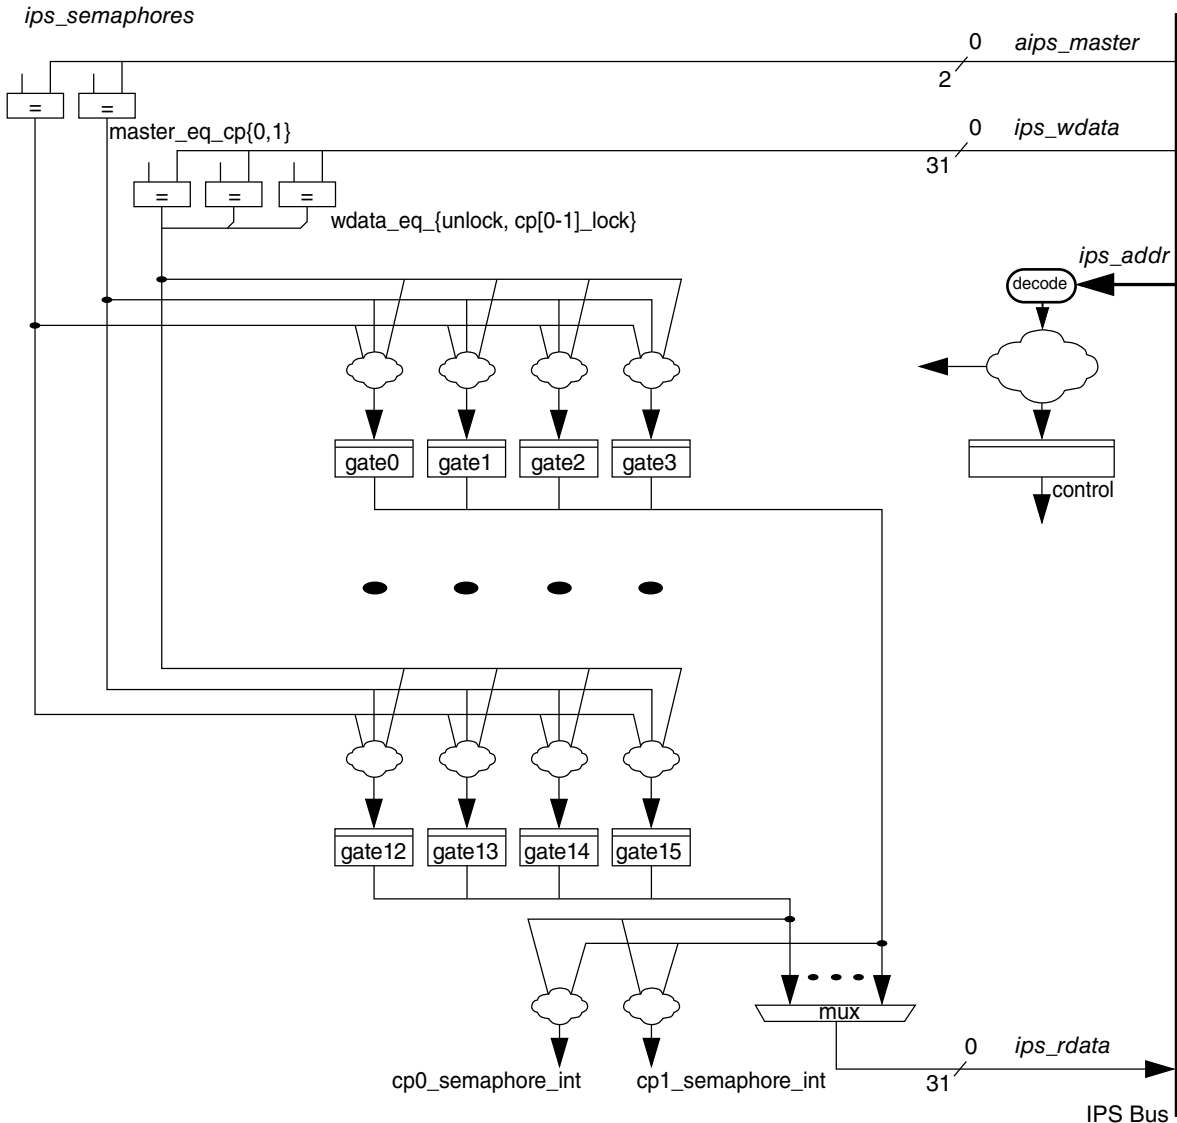 ips_semaphores
0 aips_master
2
= =
master_eq_cp{0,1}
0 ips_wdata
31
= = =
wdata_eq_{unlock, cp[0-1]_lock}
ips_addr
decode
gate0 gate1 gate2 gate3
control
gate12 gate13 gate14 gate15
mux
0 ips_rdata
31
cp0_semaphore_int cp1_semaphore_int
IPS Bus